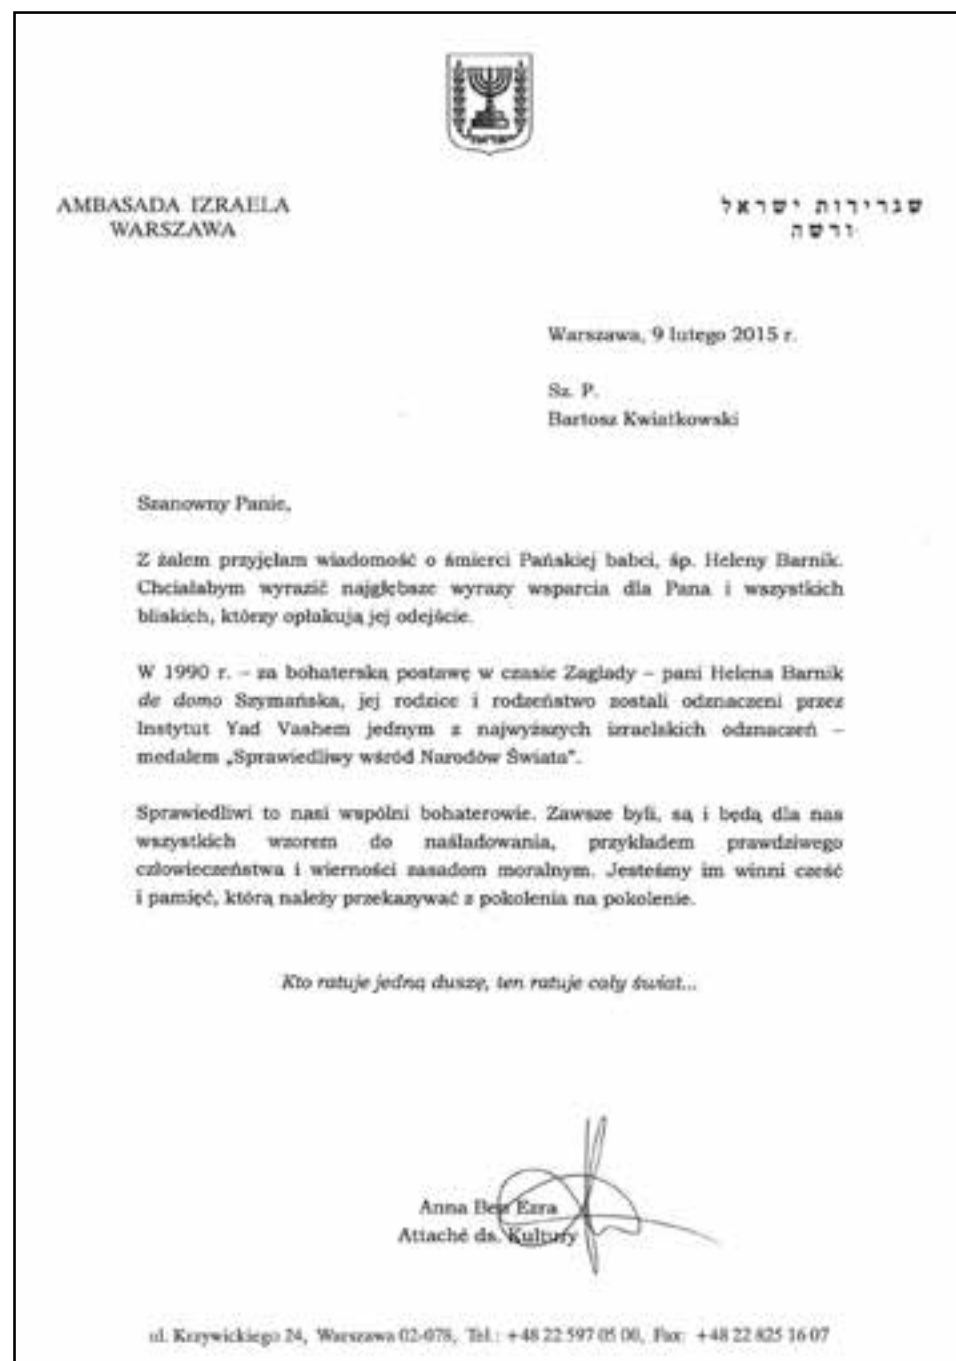 AMBASADA IZRAELA
WARSZAWA
שגרירות ישראל
ורשה
Warszawa, 9 lutego 2015 r.
Sz. P.
Bartosz Kwiatkowski
Szanowny Panie,
Z żalem przyjęłam wiadomość o śmierci Pańskiej babci, śp. Heleny Barnik.
Chciałabym wyrazić najgłębsze wyrazy wsparcia dla Pana i wszystkich
bliskich, którzy opłakują jej odejście.
W 1990 r. – za bohaterską postawę w czasie Zagłady – pani Helena Barnik
de domo Szymańska, jej rodzice i rodzeństwo zostali odznaczeni przez
Instytut Yad Vashem jednym z najwyższych izraelskich odznaczeń –
medalem „Sprawiedliwy wśród Narodów Świata”.
Sprawiedliwi to nasi wspólni bohaterowie. Zawsze byli, są i będą dla nas
wszystkich wzorem do naśladowania, przykładem prawdziwego
człowieczeństwa i wierności zasadom moralnym. Jesteśmy im winni cześć
i pamięć, którą należy przekazywać z pokolenia na pokolenie.
Kto ratuje jedną duszę, ten ratuje cały świat...
Anna Ben Ezra
Attaché ds. Kultury
ul. Krzywickiego 24, Warszawa 02-078, Tel.: +48 22 597 05 00, Fax: +48 22 825 16 07